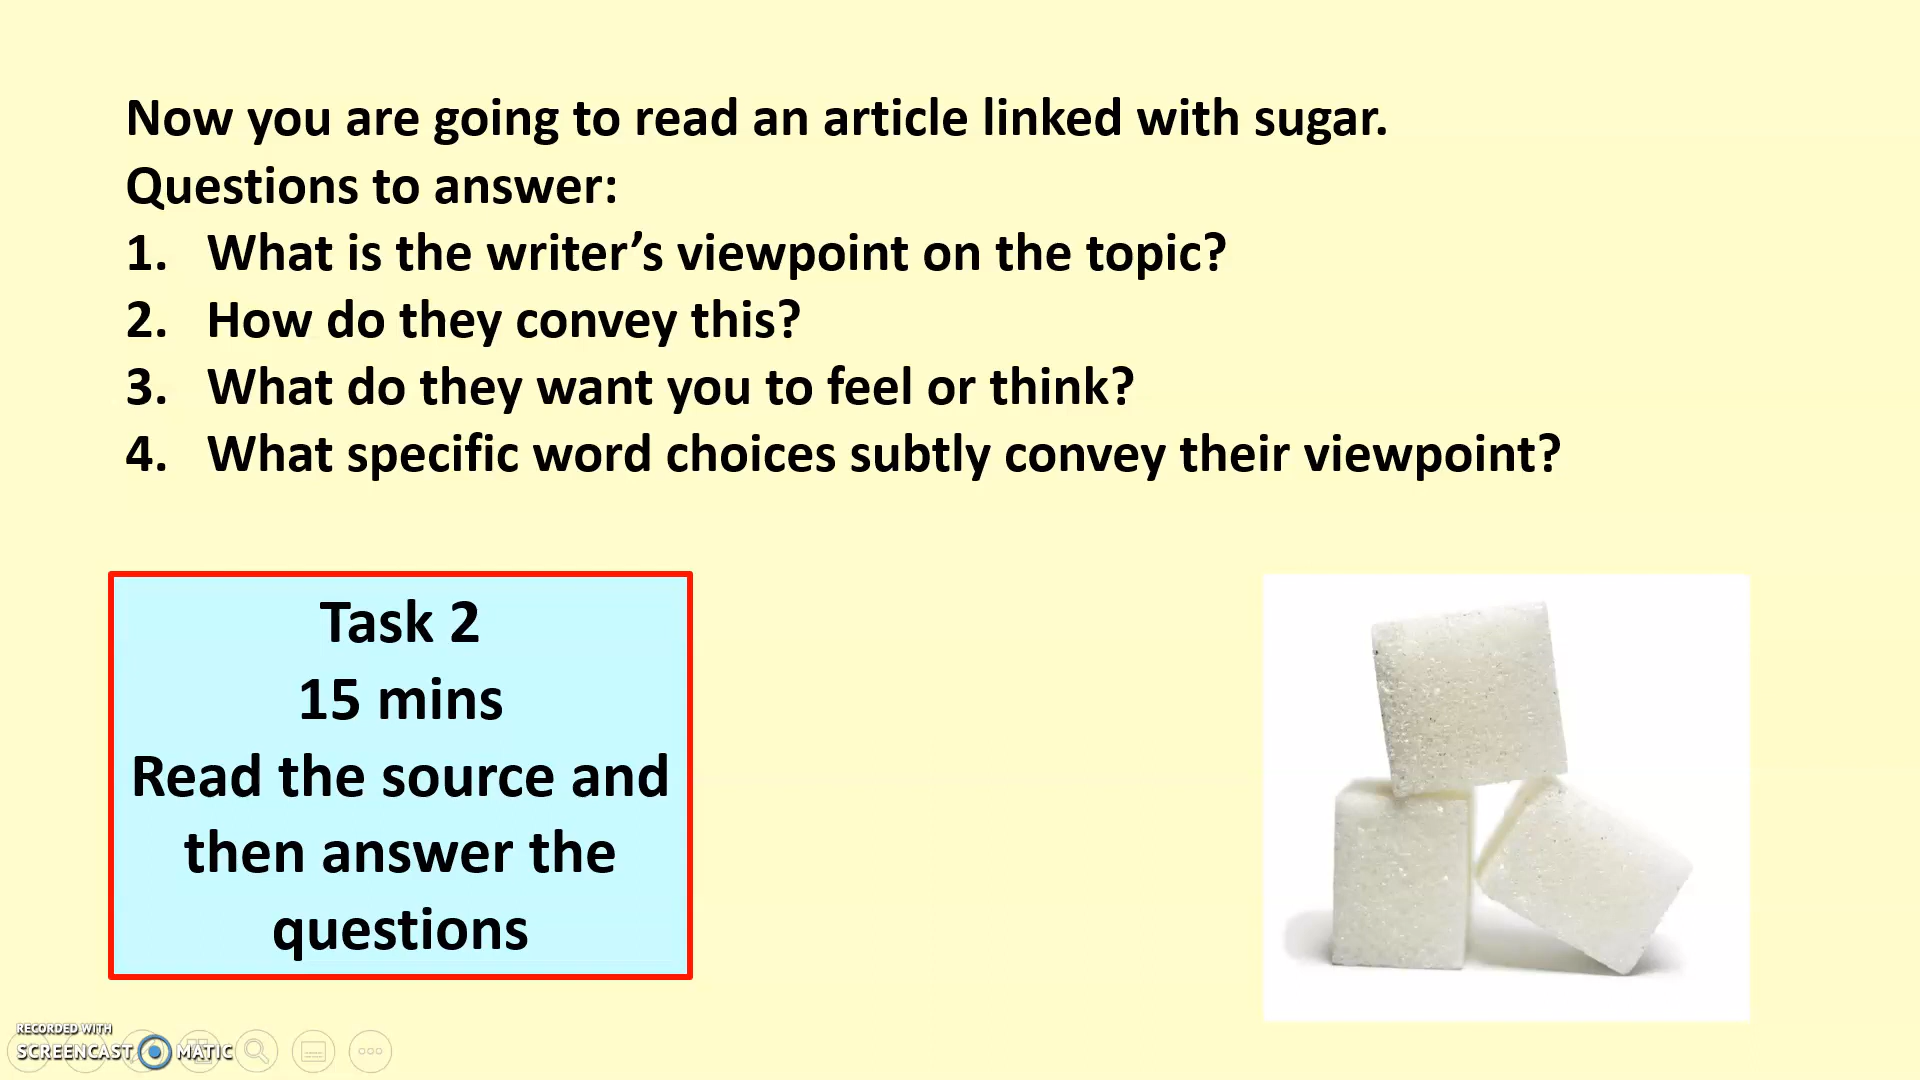 Now you are going to read an article linked with sugar.
Questions to answer:
1. What is the writer’s viewpoint on the topic?
2. How do they convey this?
3. What do they want you to feel or think?
4. What specific word choices subtly convey their viewpoint?
Task 2
15 mins
Read the source and
then answer the
questions
RECORDED WITH
SCREENCAST MATIC